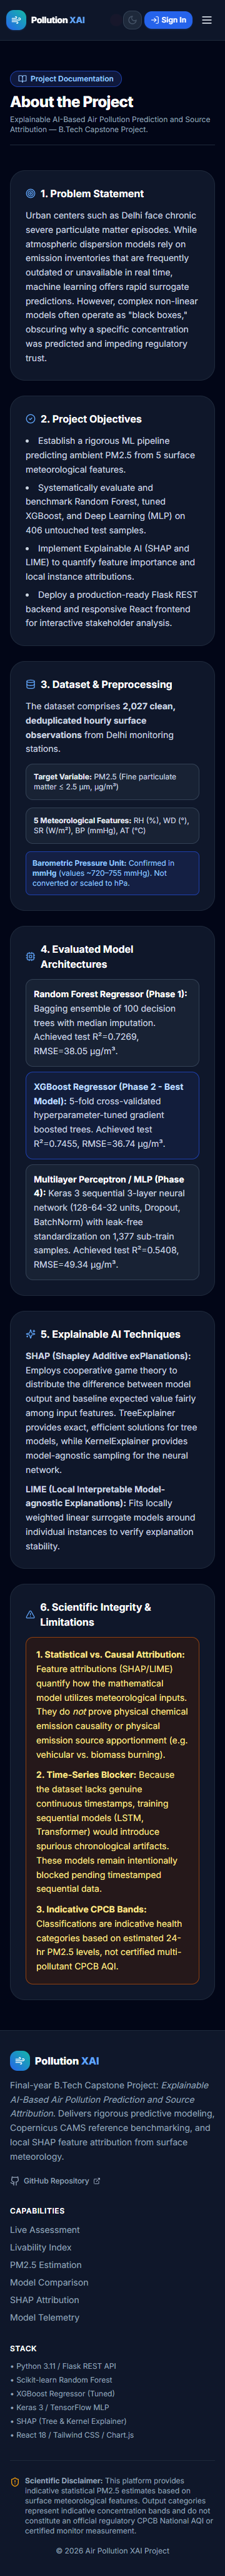 Pollution XAI
Sign In
Project Documentation
About the Project
Explainable AI-Based Air Pollution Prediction and Source
Attribution — B.Tech Capstone Project.
1. Problem Statement
Urban centers such as Delhi face chronic
severe particulate matter episodes. While
atmospheric dispersion models rely on
emission inventories that are frequently
outdated or unavailable in real time,
machine learning offers rapid surrogate
predictions. However, complex non-linear
models often operate as "black boxes,"
obscuring why a specific concentration
was predicted and impeding regulatory
trust.
2. Project Objectives
• Establish a rigorous ML pipeline
predicting ambient PM2.5 from 5 surface
meteorological features.
• Systematically evaluate and
benchmark Random Forest, tuned
XGBoost, and Deep Learning (MLP) on
406 untouched test samples.
• Implement Explainable AI (SHAP and
LIME) to quantify feature importance and
local instance attributions.
• Deploy a production-ready Flask REST
backend and responsive React frontend
for interactive stakeholder analysis.
3. Dataset & Preprocessing
The dataset comprises 2,027 clean,
deduplicated hourly surface
observations from Delhi monitoring
stations.
Target Variable: PM2.5 (Fine particulate
matter ≤ 2.5 μm, μg/m³)
5 Meteorological Features: RH (%), WD (°),
SR (W/m²), BP (mmHg), AT (°C)
Barometric Pressure Unit: Confirmed in
mmHg (values ~720–755 mmHg). Not
converted or scaled to hPa.
4. Evaluated Model
Architectures
Random Forest Regressor (Phase 1):
Bagging ensemble of 100 decision
trees with median imputation.
Achieved test R²=0.7269,
RMSE=38.05 μg/m³.
XGBoost Regressor (Phase 2 - Best
Model): 5-fold cross-validated
hyperparameter-tuned gradient
boosted trees. Achieved test
R²=0.7455, RMSE=36.74 μg/m³.
Multilayer Perceptron / MLP (Phase
4): Keras 3 sequential 3-layer neural
network (128-64-32 units, Dropout,
BatchNorm) with leak-free
standardization on 1,377 sub-train
samples. Achieved test R²=0.5408,
RMSE=49.34 μg/m³.
5. Explainable AI Techniques
SHAP (Shapley Additive exPlanations):
Employs cooperative game theory to
distribute the difference between model
output and baseline expected value fairly
among input features. TreeExplainer
provides exact, efficient solutions for tree
models, while KernelExplainer provides
model-agnostic sampling for the neural
network.
LIME (Local Interpretable Model-
agnostic Explanations): Fits locally
weighted linear surrogate models around
individual instances to verify explanation
stability.
6. Scientific Integrity &
Limitations
1. Statistical vs. Causal Attribution:
Feature attributions (SHAP/LIME)
quantify how the mathematical
model utilizes meteorological inputs.
They do not prove physical chemical
emission causality or physical
emission source apportionment (e.g.
vehicular vs. biomass burning).
2. Time-Series Blocker: Because
the dataset lacks genuine
continuous timestamps, training
sequential models (LSTM,
Transformer) would introduce
spurious chronological artifacts.
These models remain intentionally
blocked pending timestamped
sequential data.
3. Indicative CPCB Bands:
Classifications are indicative health
categories based on estimated 24-
hr PM2.5 levels, not certified multi-
pollutant CPCB AQI.
Pollution XAI
Final-year B.Tech Capstone Project: Explainable
AI-Based Air Pollution Prediction and Source
Attribution. Delivers rigorous predictive modeling,
Copernicus CAMS reference benchmarking, and
local SHAP feature attribution from surface
meteorology.
GitHub Repository
CAPABILITIES
Live Assessment
Livability Index
PM2.5 Estimation
Model Comparison
SHAP Attribution
Model Telemetry
STACK
• Python 3.11 / Flask REST API
• Scikit-learn Random Forest
• XGBoost Regressor (Tuned)
• Keras 3 / TensorFlow MLP
• SHAP (Tree & Kernel Explainer)
• React 18 / Tailwind CSS / Chart.js
Scientific Disclaimer: This platform provides
indicative statistical PM2.5 estimates based on
surface meteorological features. Output categories
represent indicative concentration bands and do not
constitute an official regulatory CPCB National AQI or
certified monitor measurement.
© 2026 Air Pollution XAI Project